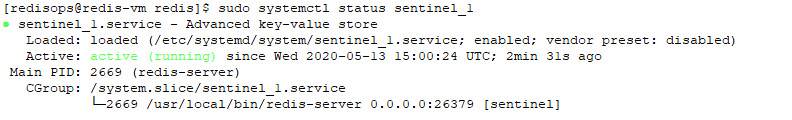 [redisops@redis-vm redis]$ sudo systemctl status sentinel_1
● sentinel_1.service - Advanced key-value store
   Loaded: loaded (/etc/systemd/system/sentinel_1.service; enabled; vendor preset: disabled)
   Active: active (running) since Wed 2020-05-13 15:00:24 UTC; 2min 31s ago
 Main PID: 2669 (redis-server)
   CGroup: /system.slice/sentinel_1.service
           └─2669 /usr/local/bin/redis-server 0.0.0.0:26379 [sentinel]